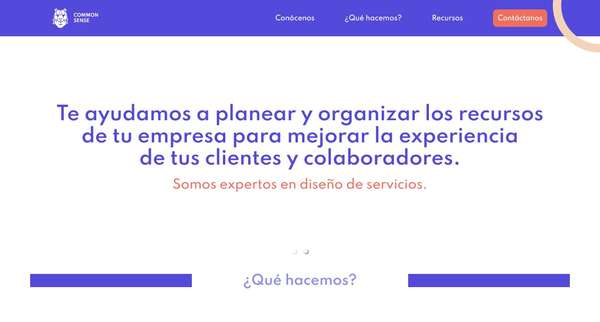 COMMON
SENSE
Conócenos
¿Qué hacemos?
Recursos
Contáctanos
Te ayudamos a planear y organizar los recursos
de tu empresa para mejorar la experiencia
de tus clientes y colaboradores.
Somos expertos en diseño de servicios.
¿Qué hacemos?